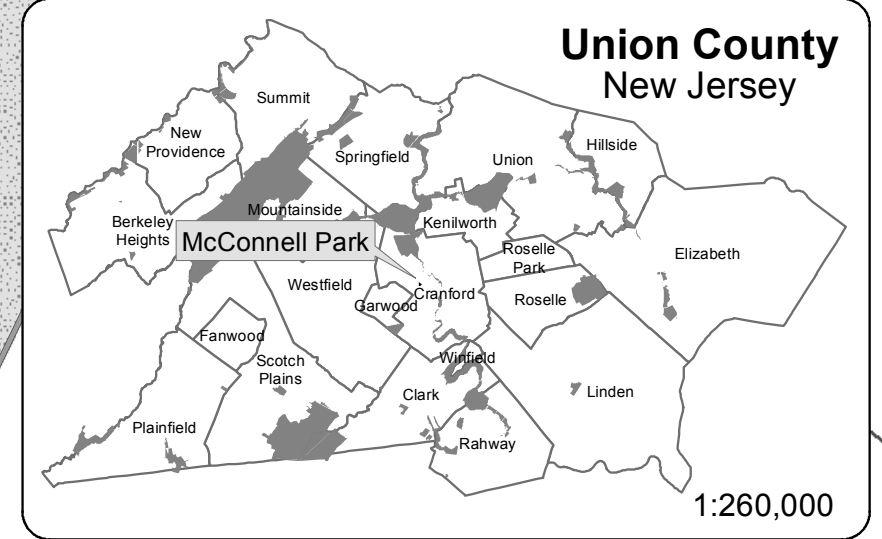 Union County
New Jersey
Summit
New
Providence
Springfield
Union
Hillside
Berkeley
Heights
Mountainside
Kenilworth
McConnell Park
Roselle
Park
Elizabeth
Westfield
Garwood
Cranford
Roselle
Fanwood
Scotch
Plains
Winfield
Clark
Linden
Plainfield
Rahway
1:260,000